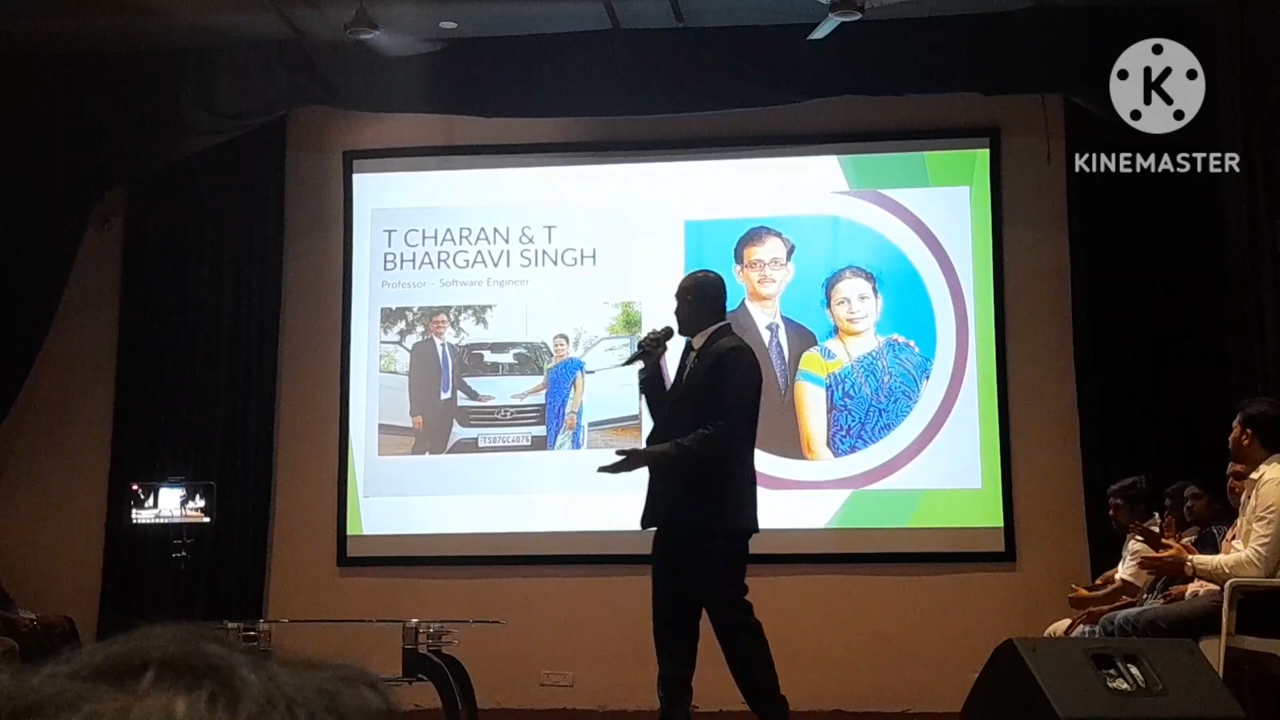 T CHARAN & T
BHARGAVI SINGH
Professor - Software Engineer
TS07GC4076
K
KINEMASTER